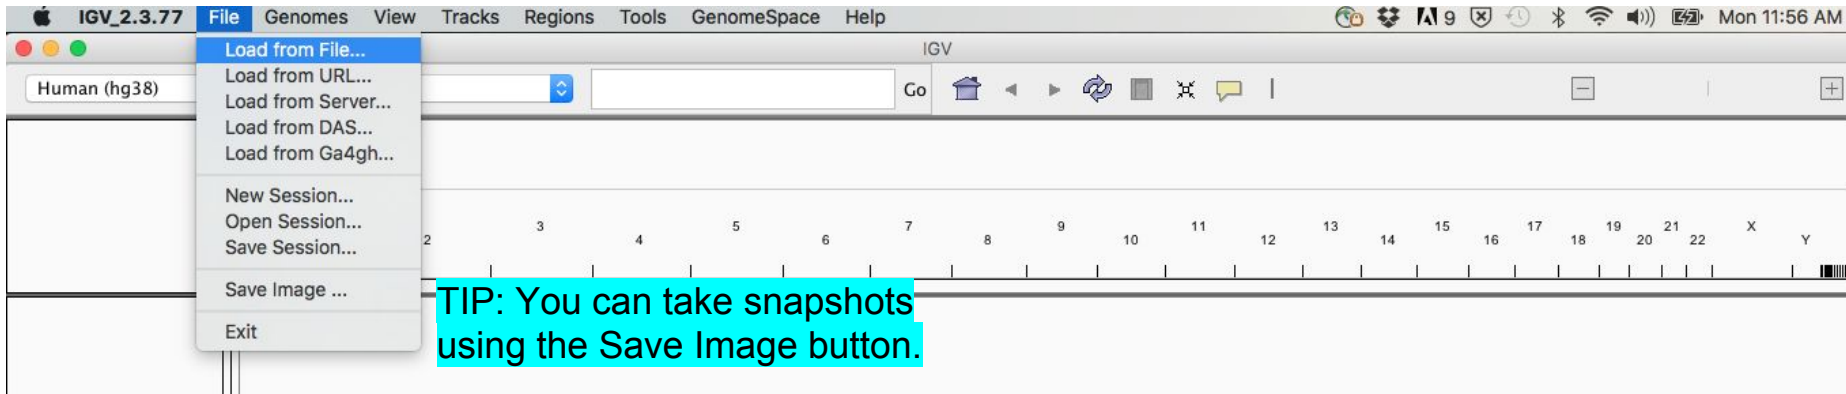 IGV_2.3.77 File Genomes View Tracks Regions Tools GenomeSpace Help 9 Mon 11:56 AM
IGV
Human (hg38) Go
Load from File...
Load from URL...
Load from Server...
Load from DAS...
Load from Ga4gh...
New Session...
Open Session...
Save Session...
Save Image ...
Exit
2 3 4 5 6 7 8 9 10 11 12 13 14 15 16 17 18 19 20 21 22 X Y
TIP: You can take snapshots
using the Save Image button.